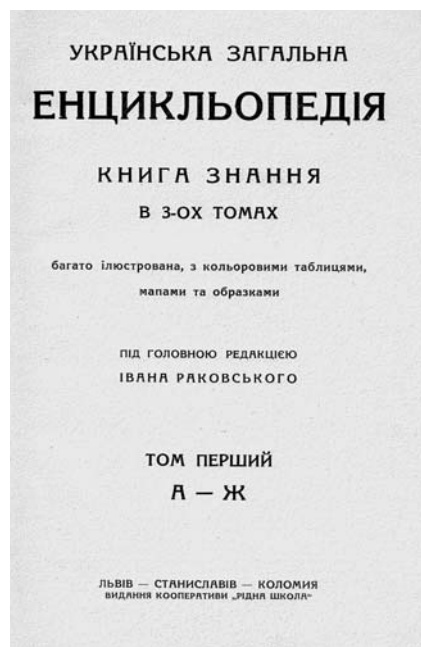 УКРАЇНСЬКА ЗАГАЛЬНА
ЕНЦИКЛЬОПЕДІЯ
КНИГА ЗНАННЯ
В 3-ОХ ТОМАХ
багато ілюстрована, з кольоровими таблицями,
мапами та образками
ПІД ГОЛОВНОЮ РЕДАКЦІЄЮ
ІВАНА РАКОВСЬКОГО
ТОМ ПЕРШИЙ
А — Ж
ЛЬВІВ — СТАНИСЛАВІВ — КОЛОМИЯ
ВИДАННЯ КООПЕРАТИВИ „РІДНА ШКОЛА"